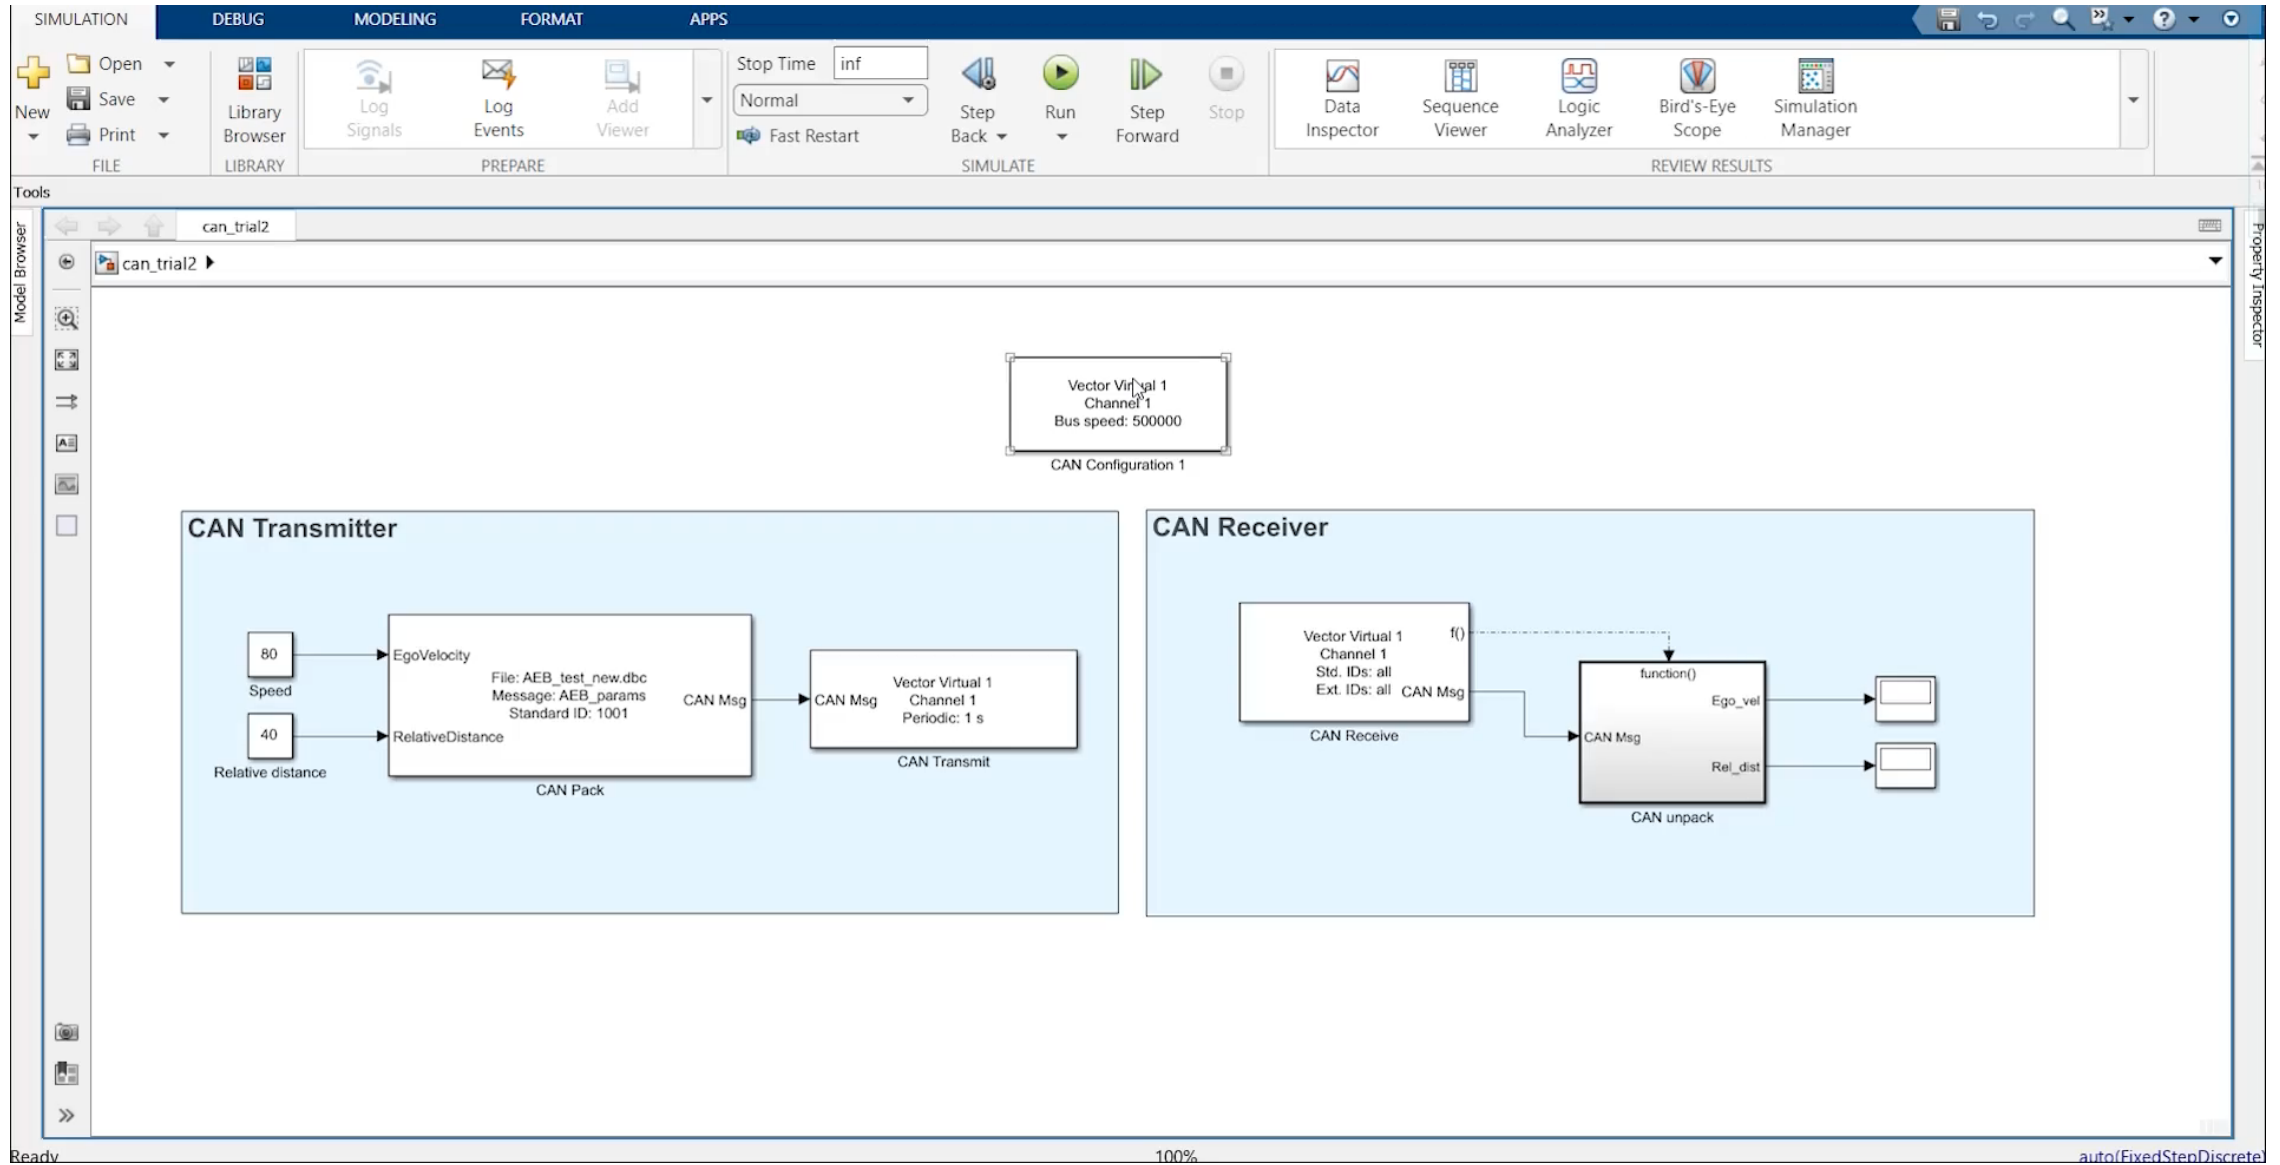 SIMULATION DEBUG MODELING FORMAT APPS
New
Open
Save
Print
FILE
Library
Browser
LIBRARY
Log
Signals
Log
Events
Add
Viewer
PREPARE
Stop Time inf
Normal
Fast Restart
Step
Back
Run
Step
Forward
Stop
SIMULATE
Data
Inspector
Sequence
Viewer
Logic
Analyzer
Bird's-Eye
Scope
Simulation
Manager
REVIEW RESULTS
Tools
Model Browser
can_trial2
can_trial2
Property Inspector
Vector Virtual 1
Channel 1
Bus speed: 500000
CAN Configuration 1
CAN Transmitter
80
Speed
40
Relative distance
EgoVelocity
RelativeDistance
File: AEB_test_new.dbc
Message: AEB_params
Standard ID: 1001
CAN Msg
CAN Pack
CAN Msg
Vector Virtual 1
Channel 1
Periodic: 1 s
CAN Transmit
CAN Receiver
Vector Virtual 1
Channel 1
Std. IDs: all
Ext. IDs: all
f()
CAN Msg
CAN Receive
function()
CAN Msg
Ego_vel
Rel_dist
CAN unpack
Ready
100%
auto(FixedStepDiscrete)